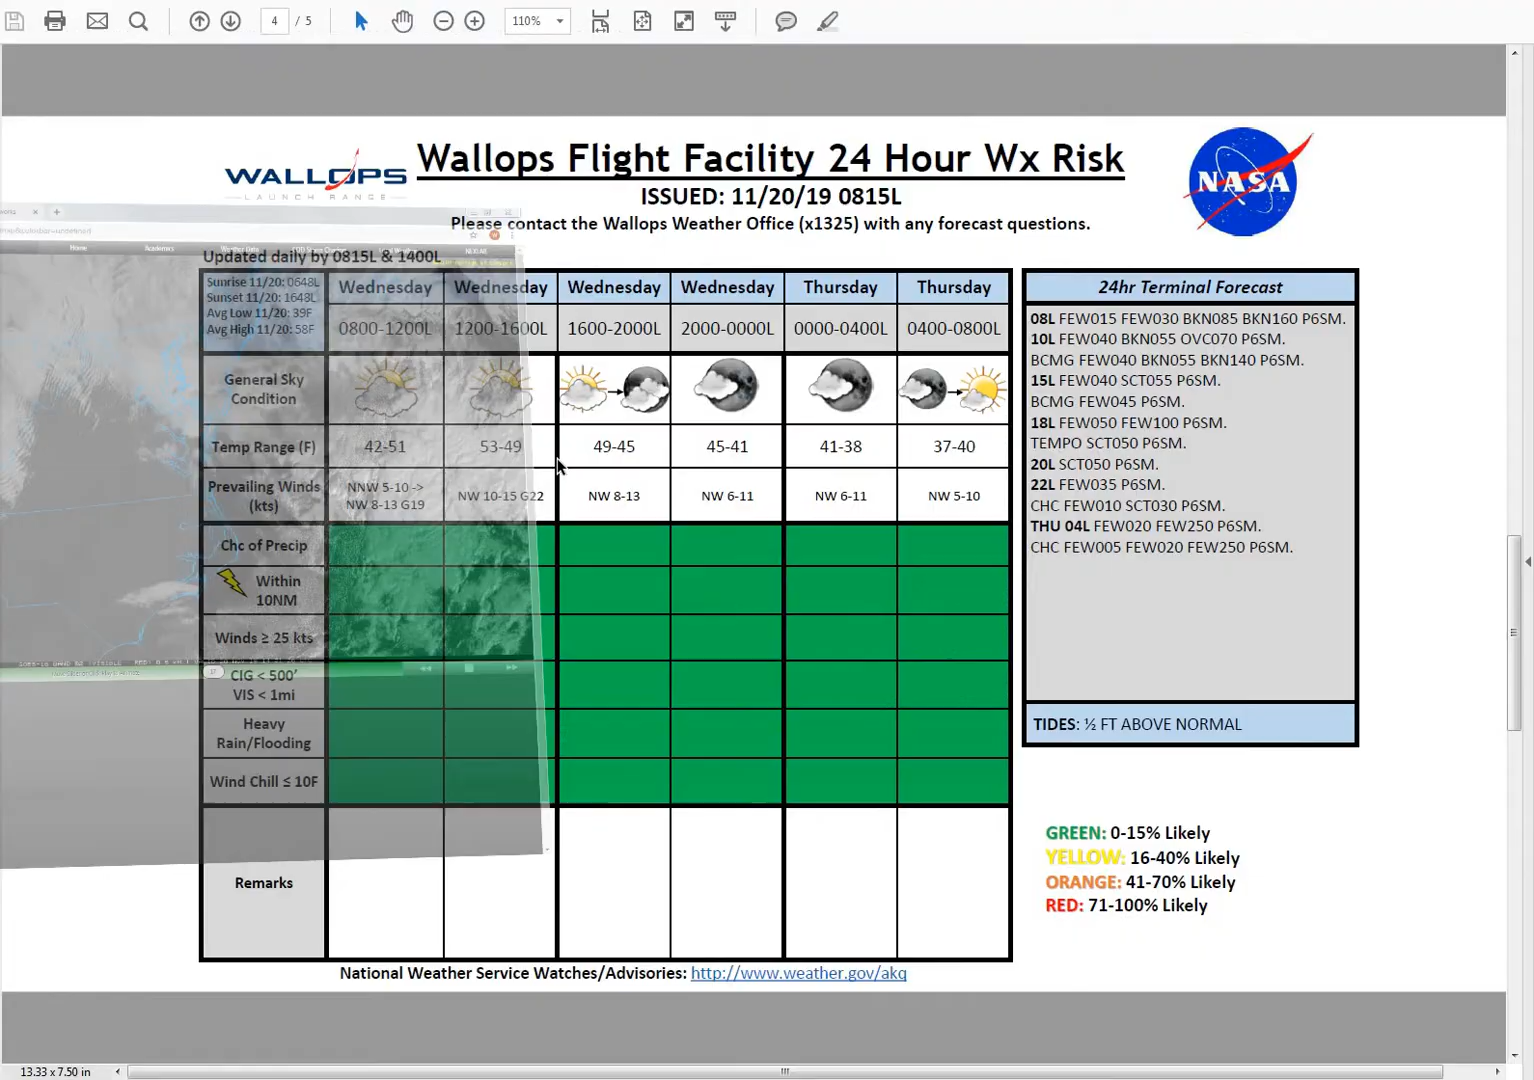 4 / 5
110%
WALLOPS
LAUNCH RANGE
Wallops Flight Facility 24 Hour Wx Risk
ISSUED: 11/20/19 0815L
Please contact the Wallops Weather Office (x1325) with any forecast questions.
NASA
Updated daily by 0815L & 1400L
Sunrise 11/20: 0648L
Sunset 11/20: 1648L
Avg Low 11/20: 39F
Avg High 11/20: 58F
Wednesday Wednesday Wednesday Wednesday Thursday Thursday
0800-1200L 1200-1600L 1600-2000L 2000-0000L 0000-0400L 0400-0800L
General Sky
Condition
Temp Range (F) 42-51 53-49 49-45 45-41 41-38 37-40
Prevailing Winds
(kts)
NNW 5-10 ->
NW 8-13 G19
NW 10-15 G22 NW 8-13 NW 6-11 NW 6-11 NW 5-10
Chc of Precip
Within
10NM
Winds ≥ 25 kts
CIG < 500'
VIS < 1mi
Heavy
Rain/Flooding
Wind Chill ≤ 10F
Remarks
24hr Terminal Forecast
08L FEW015 FEW030 BKN085 BKN160 P6SM.
10L FEW040 BKN055 OVC070 P6SM.
BCMG FEW040 BKN055 BKN140 P6SM.
15L FEW040 SCT055 P6SM.
BCMG FEW045 P6SM.
18L FEW050 FEW100 P6SM.
TEMPO SCT050 P6SM.
20L SCT050 P6SM.
22L FEW035 P6SM.
CHC FEW010 SCT030 P6SM.
THU 04L FEW020 FEW250 P6SM.
CHC FEW005 FEW020 FEW250 P6SM.
TIDES: ½ FT ABOVE NORMAL
GREEN: 0-15% Likely
YELLOW: 16-40% Likely
ORANGE: 41-70% Likely
RED: 71-100% Likely
National Weather Service Watches/Advisories: http://www.weather.gov/akq
13.33 x 7.50 in